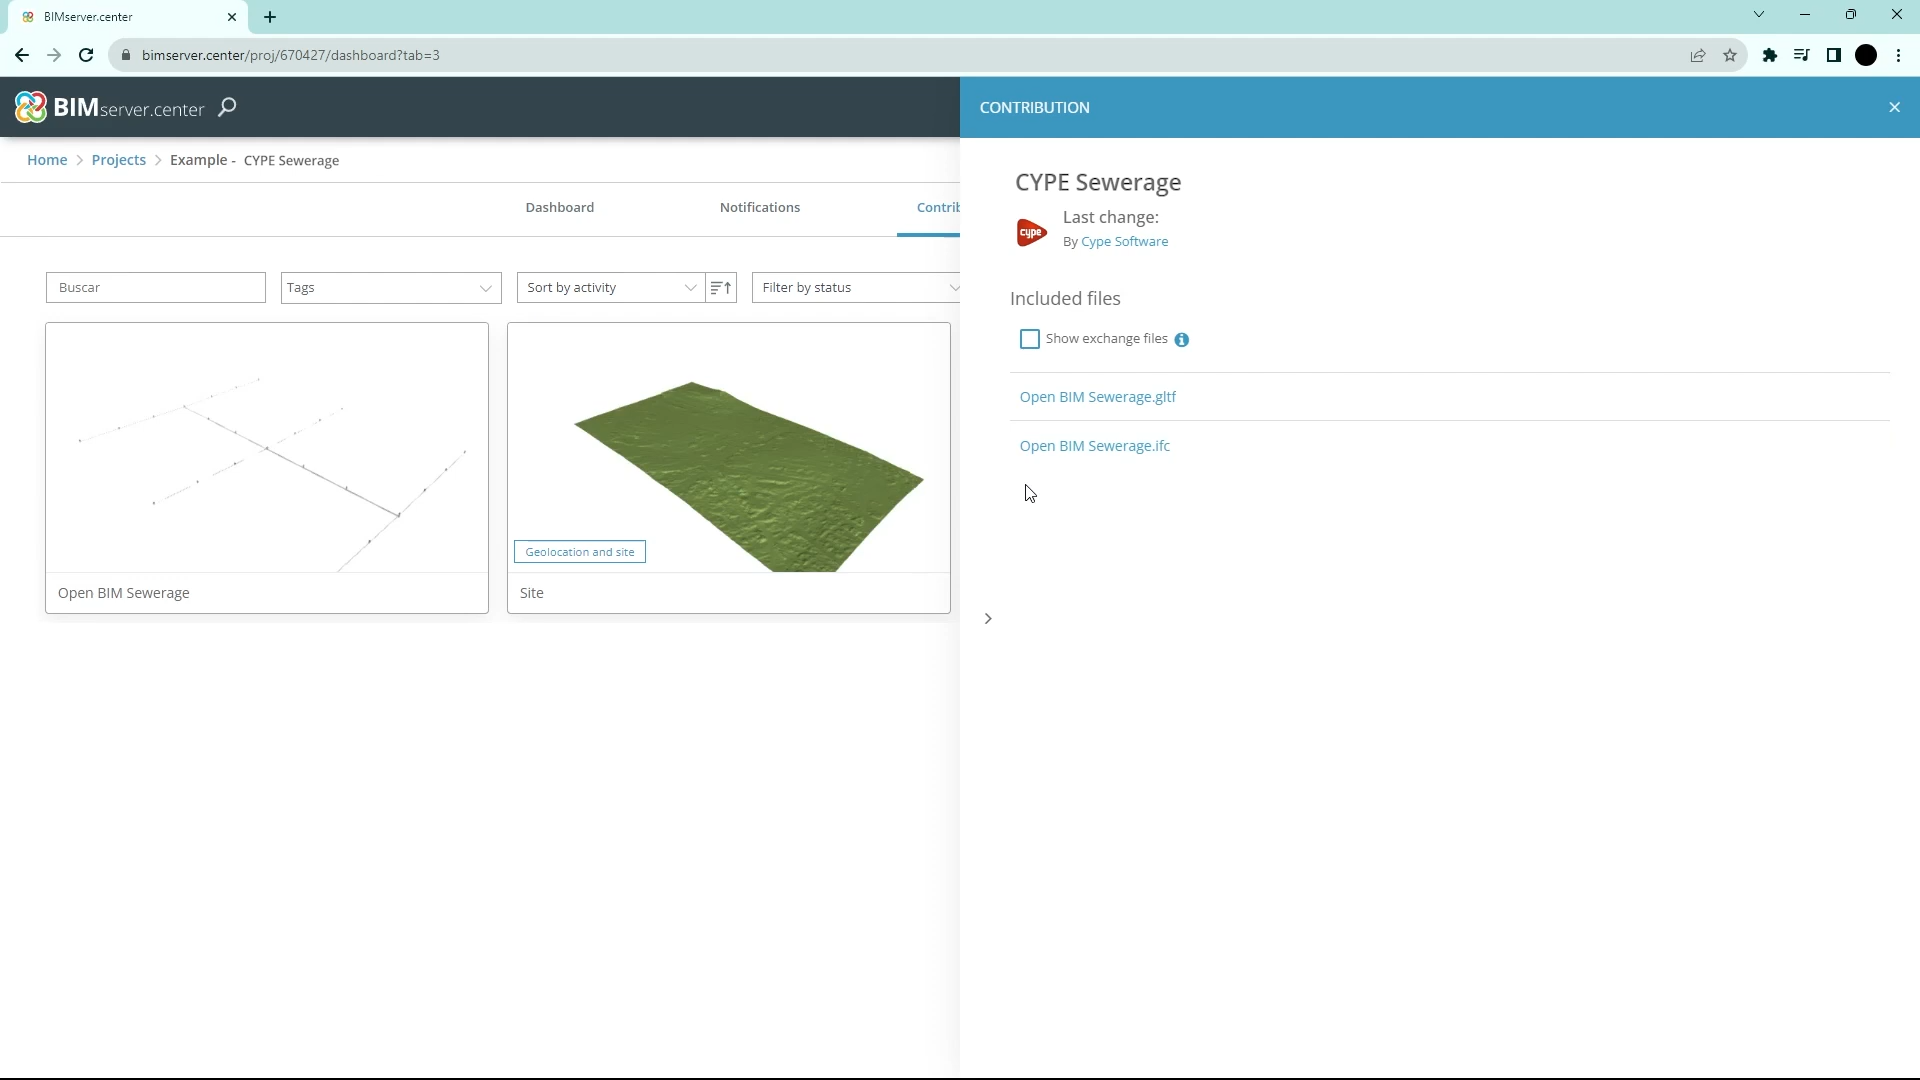 BIMserver.center
bimserver.center/proj/670427/dashboard?tab=3
BIMserver.center
CONTRIBUTION
Home > Projects > Example - CYPE Sewerage
Dashboard
Notifications
Contrib
CYPE Sewerage
cype
Last change:
By Cype Software
Buscar
Tags
Sort by activity
Filter by status
Included files
Show exchange files
Open BIM Sewerage.gltf
Open BIM Sewerage.ifc
Geolocation and site
Open BIM Sewerage
Site